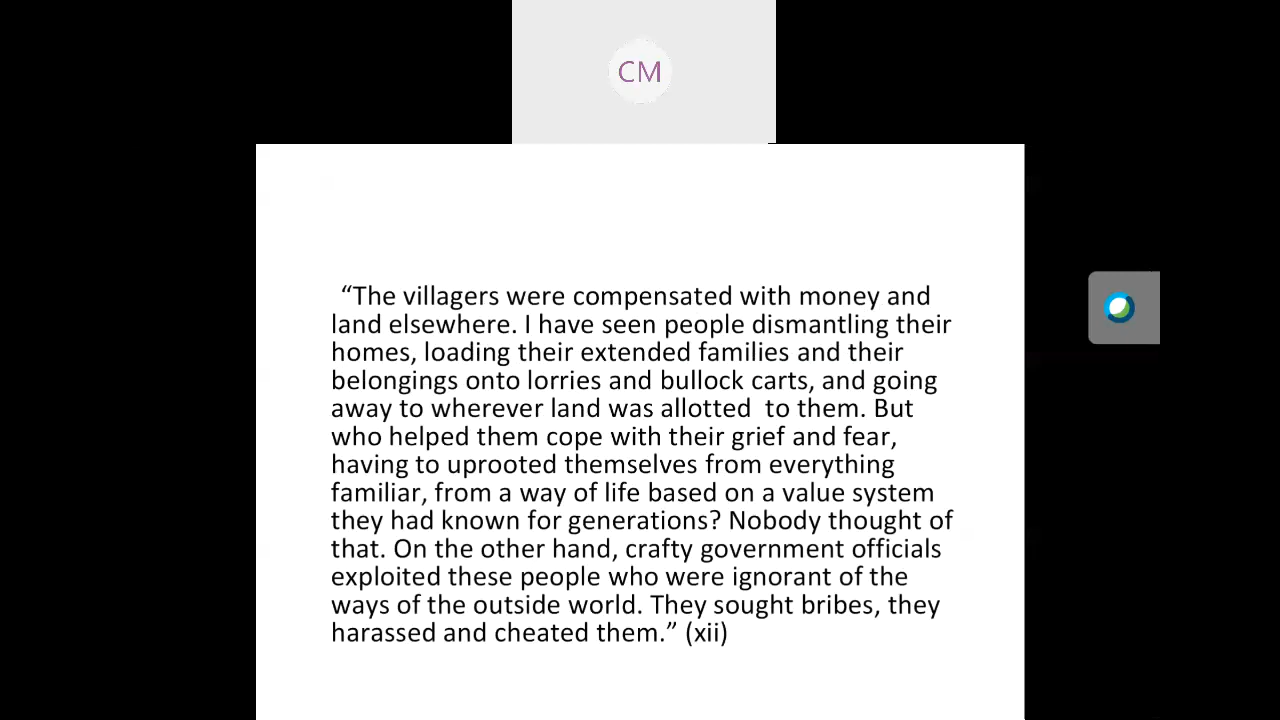 CM
“The villagers were compensated with money and
land elsewhere. I have seen people dismantling their
homes, loading their extended families and their
belongings onto lorries and bullock carts, and going
away to wherever land was allotted  to them. But
who helped them cope with their grief and fear,
having to uprooted themselves from everything
familiar, from a way of life based on a value system
they had known for generations? Nobody thought of
that. On the other hand, crafty government officials
exploited these people who were ignorant of the
ways of the outside world. They sought bribes, they
harassed and cheated them.” (xii)